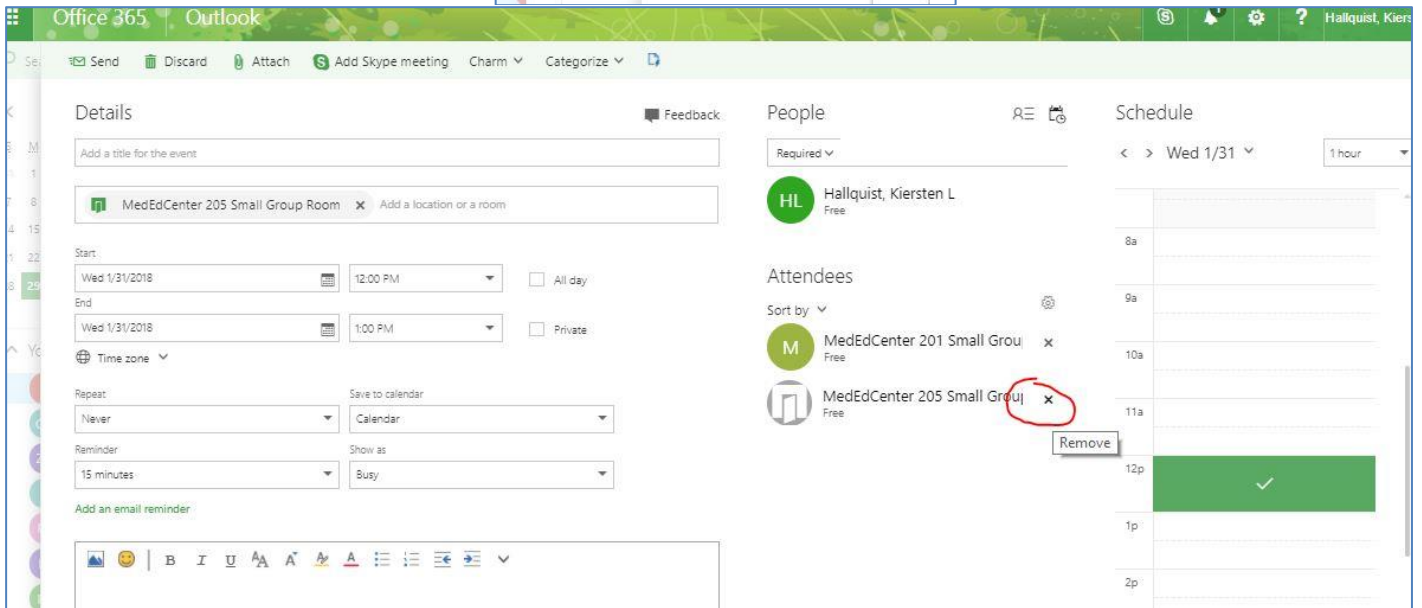 Office 365 Outlook Hallquist, Kiers
Send Discard Attach Add Skype meeting Charm Categorize
Details Feedback
Add a title for the event
MedEdCenter 205 Small Group Room x Add a location or a room
Start
Wed 1/31/2018 12:00 PM All day
End
Wed 1/31/2018 1:00 PM Private
Time zone
Repeat Save to calendar
Never Calendar
Reminder Show as
15 minutes Busy
Add an email reminder
B I U
People
Required
HL Hallquist, Kiersten L
Free
Attendees
Sort by
M MedEdCenter 201 Small Grou x
Free
MedEdCenter 205 Small Group x
Free
Remove
Schedule
< > Wed 1/31 1 hour
8a
9a
10a
11a
12p
1p
2p